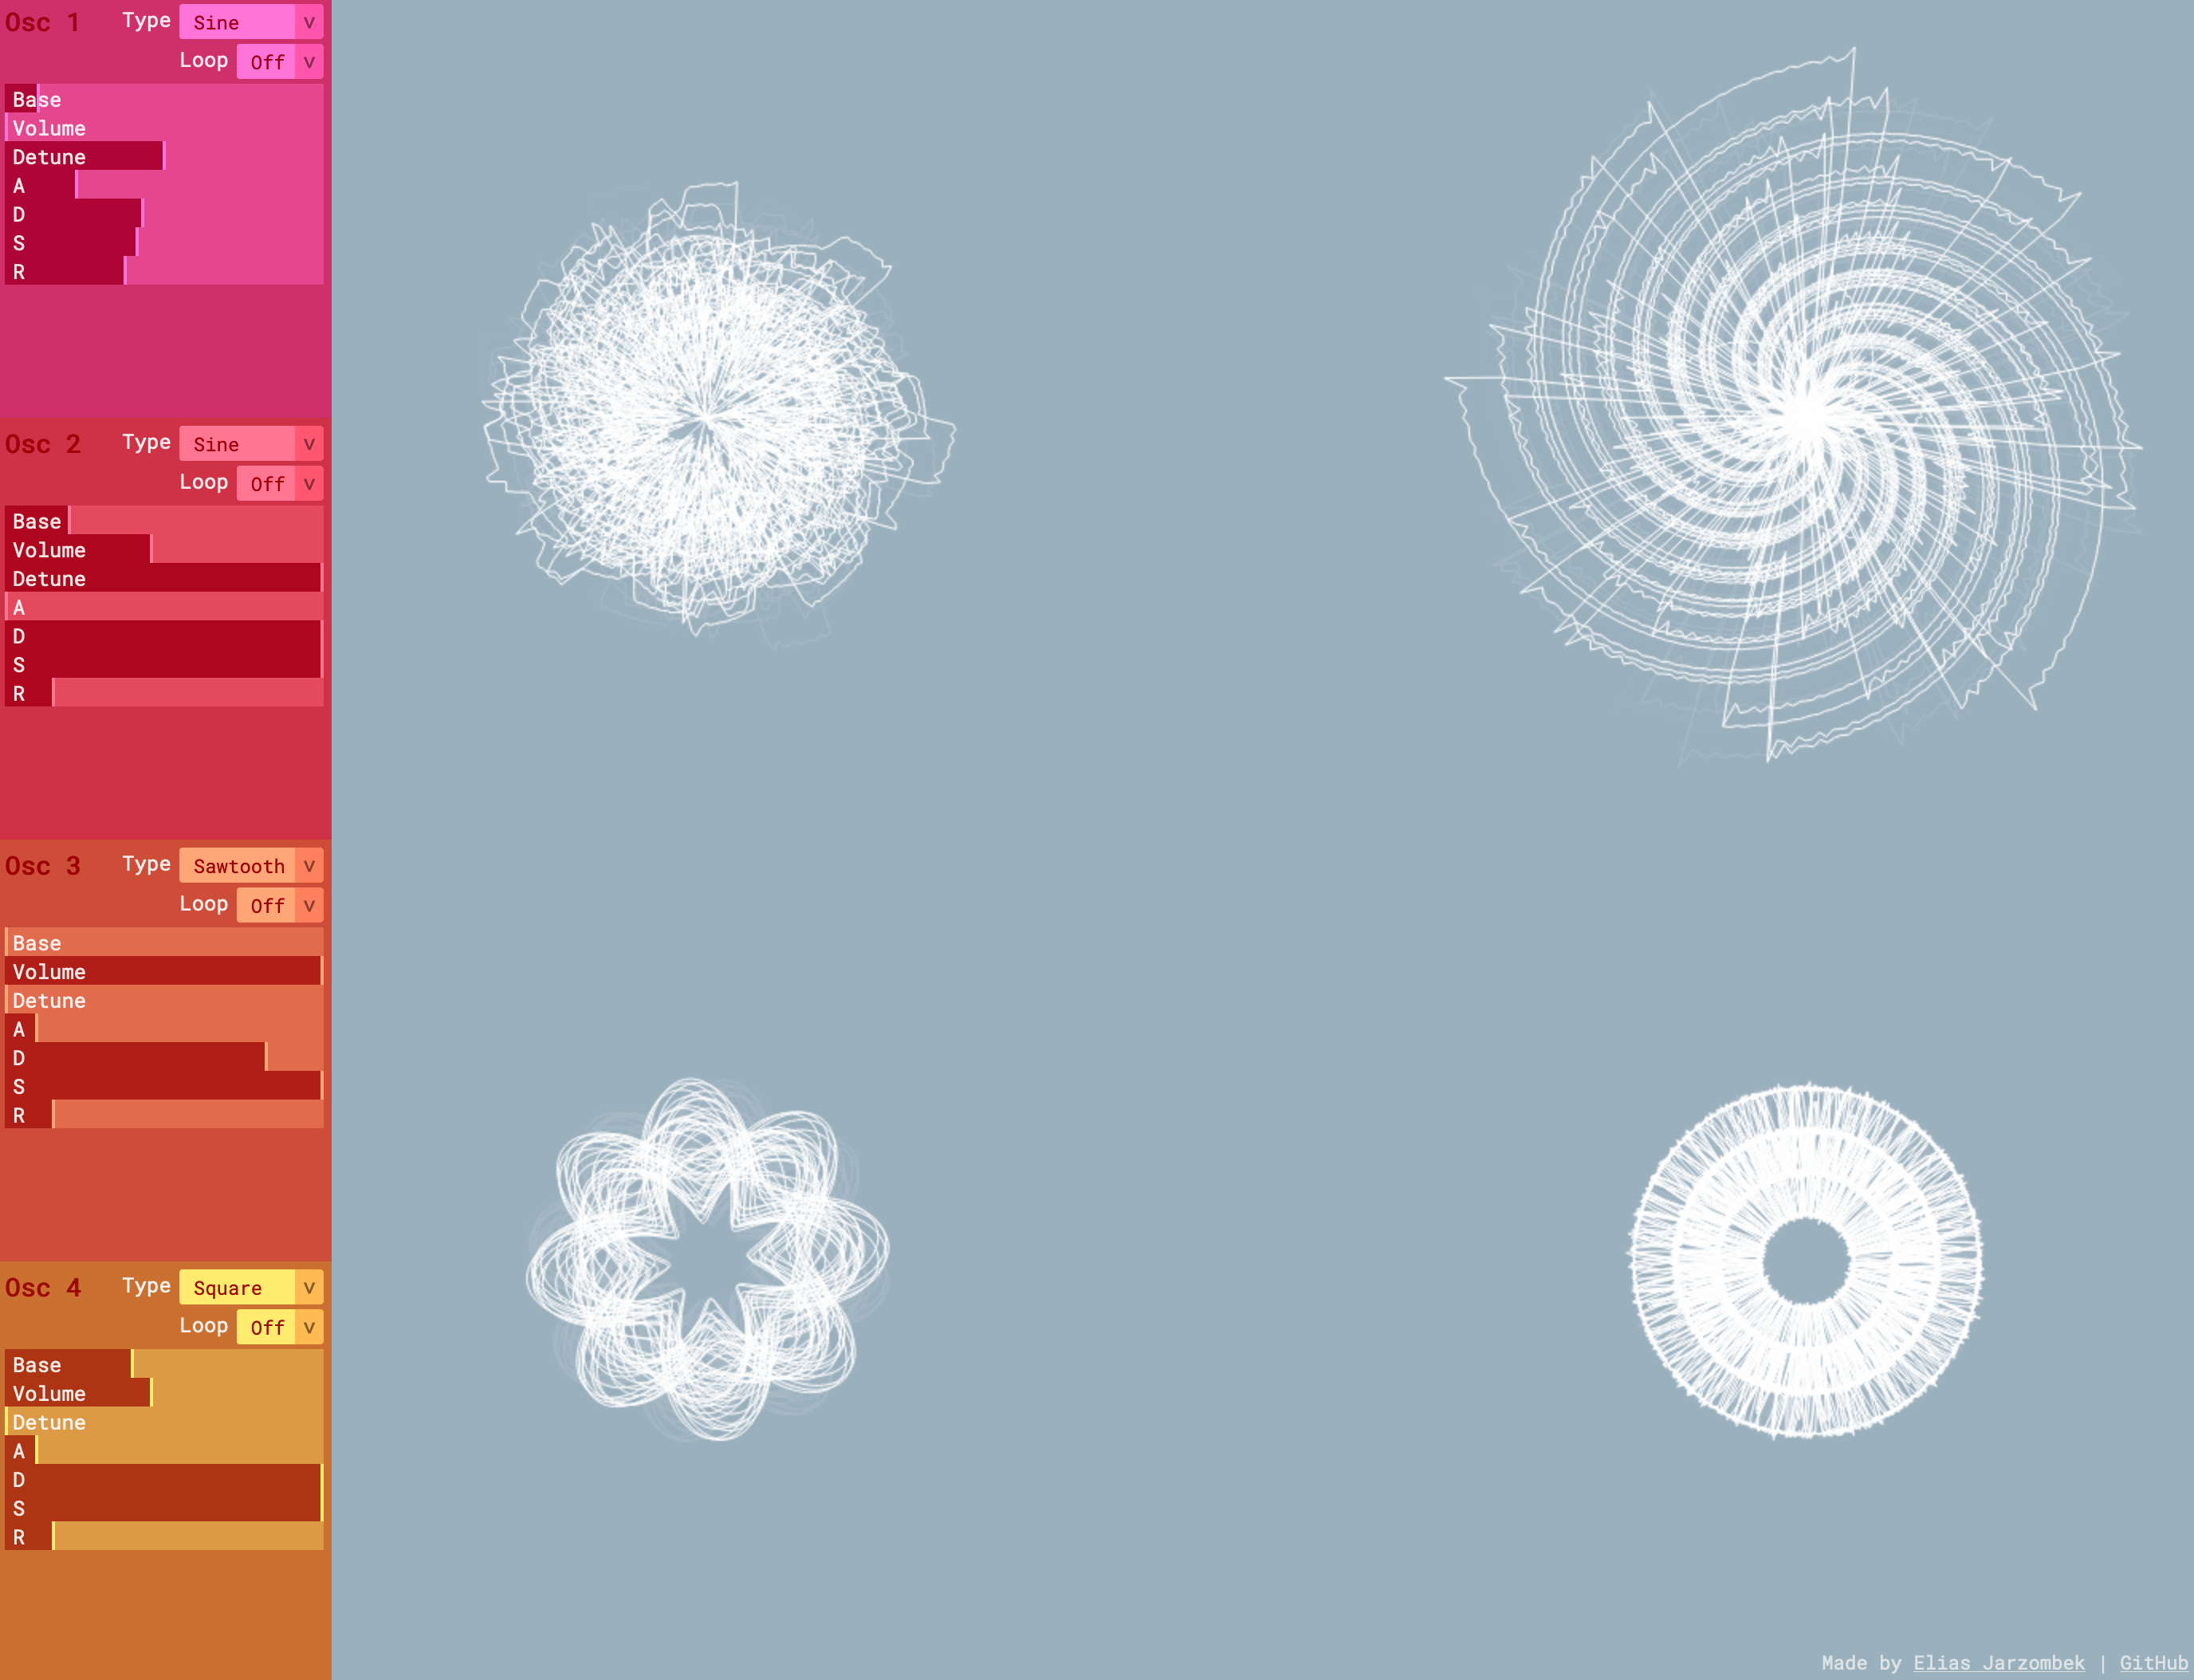 Osc 1 Type Sine v
Loop Off v
Base
Volume
Detune
A
D
S
R
Osc 2 Type Sine v
Loop Off v
Base
Volume
Detune
A
D
S
R
Osc 3 Type Sawtooth v
Loop Off v
Base
Volume
Detune
A
D
S
R
Osc 4 Type Square v
Loop Off v
Base
Volume
Detune
A
D
S
R
Made by Elias Jarzombek | GitHub